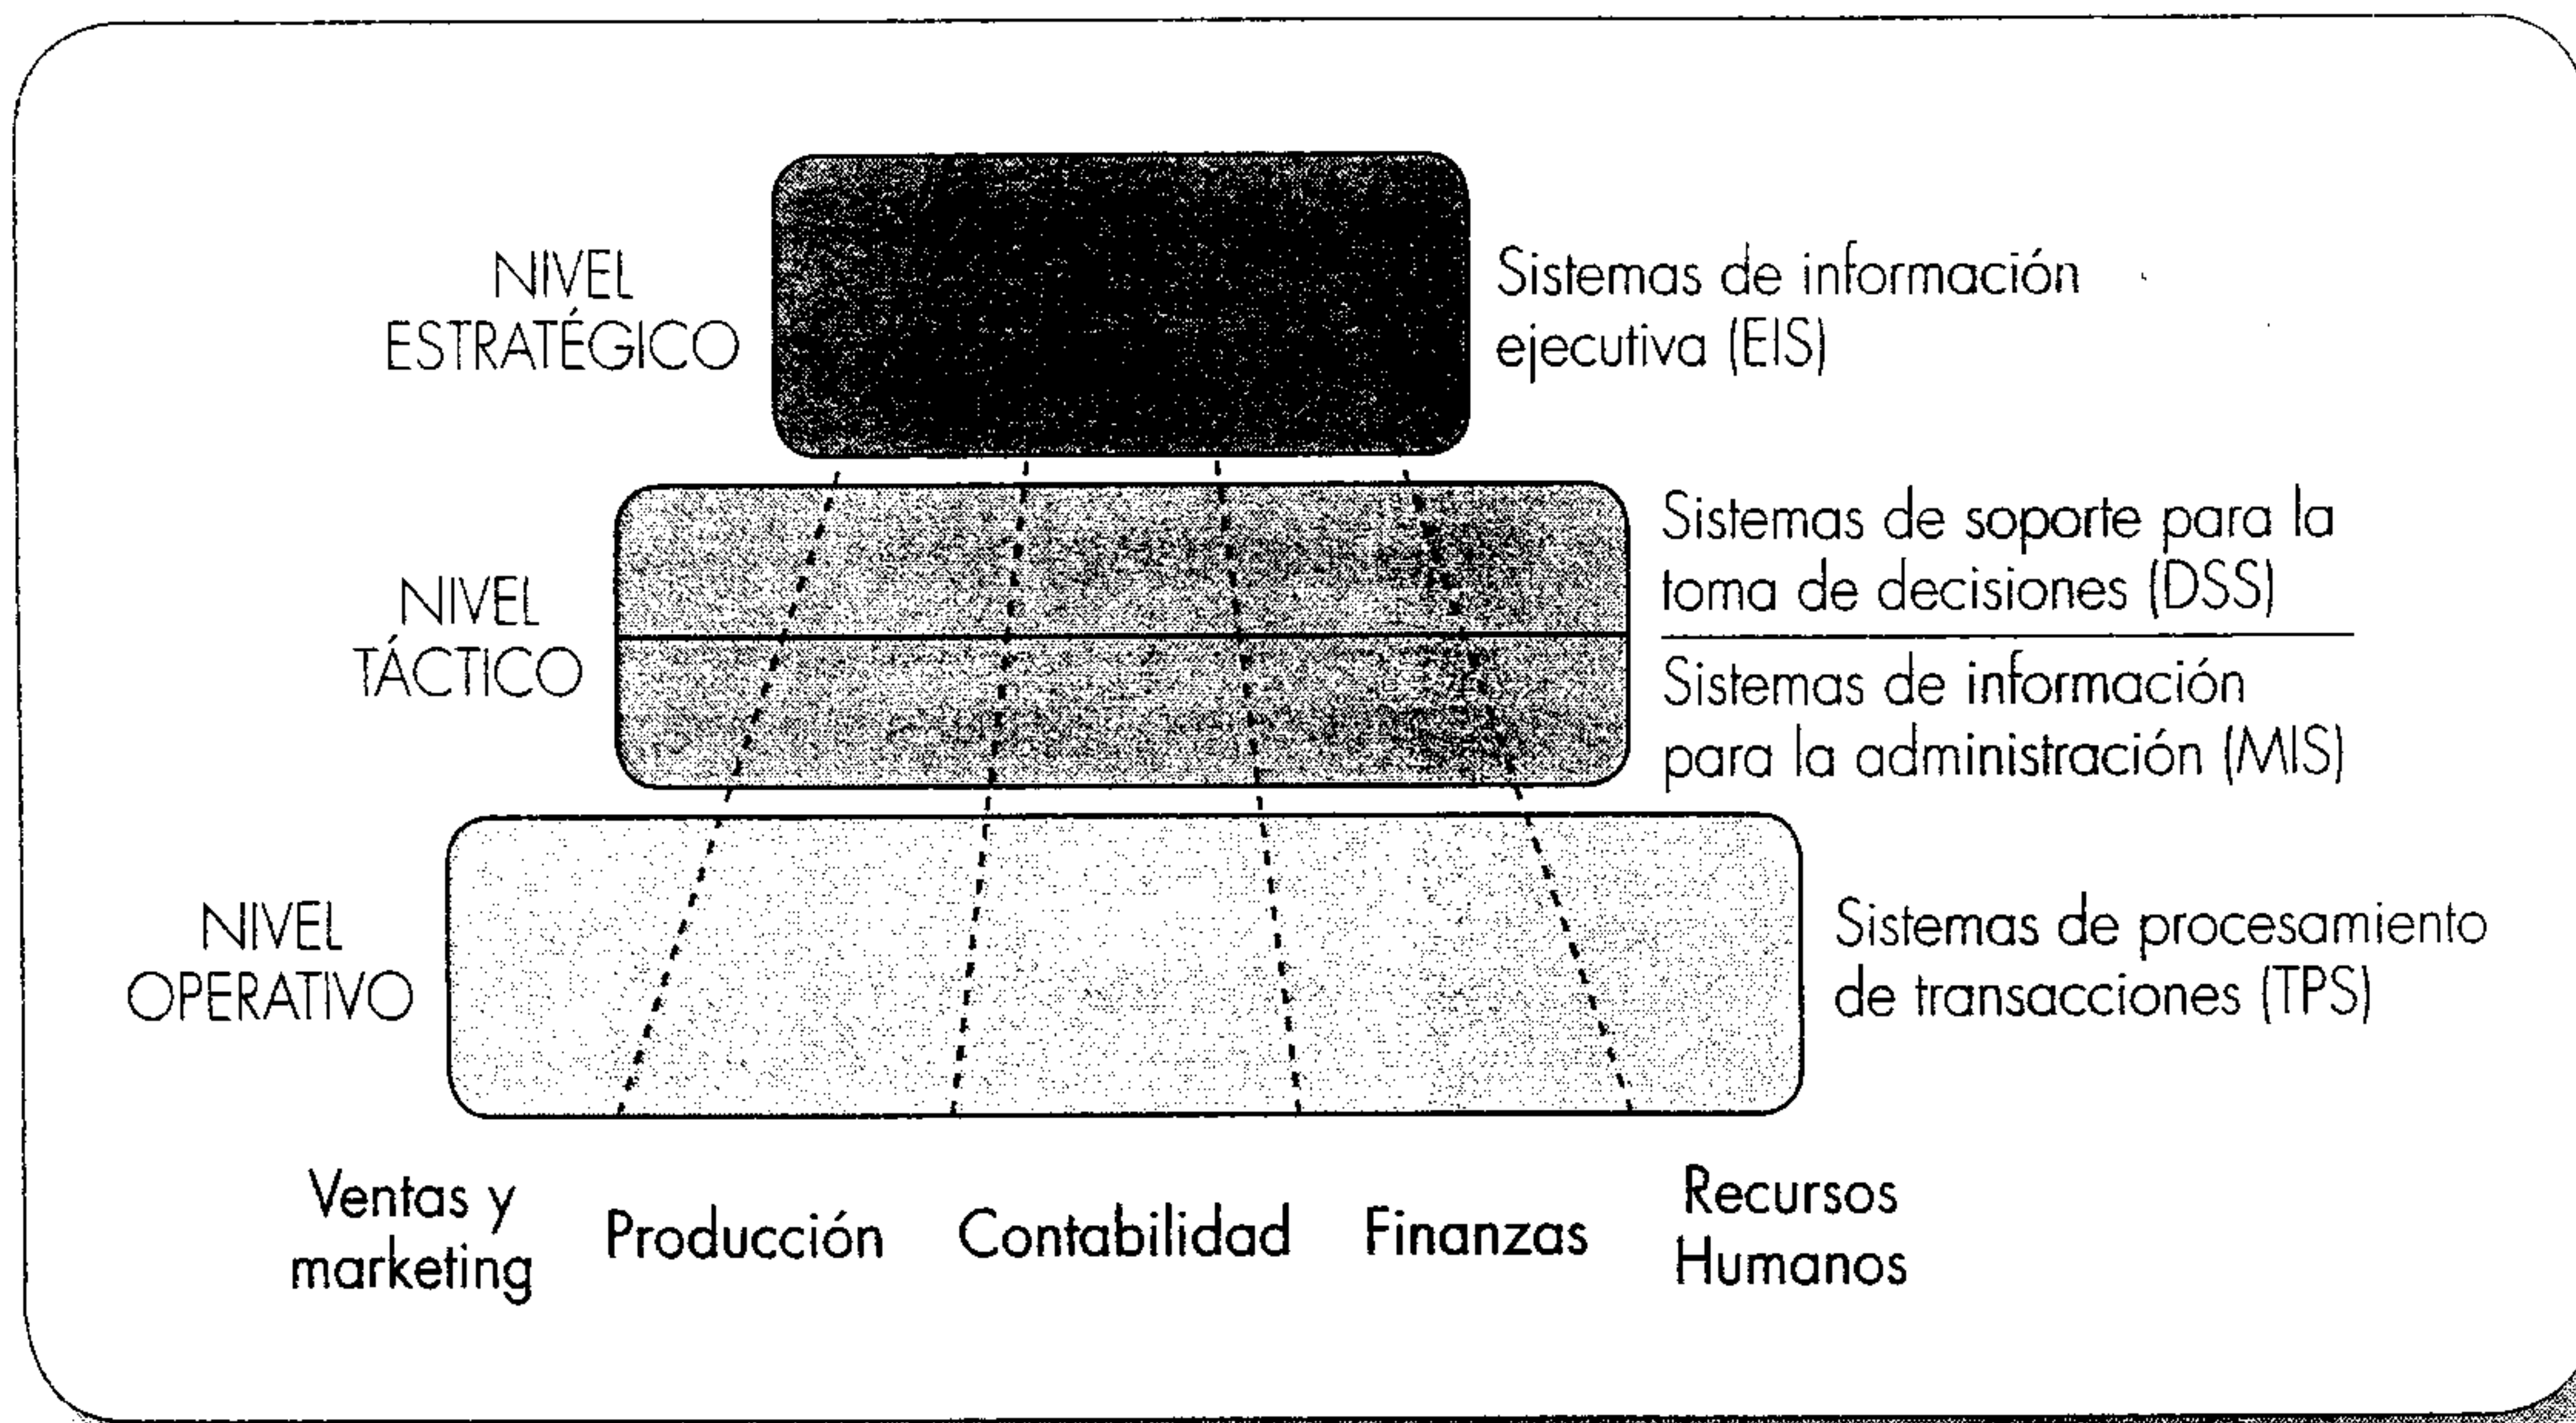 NIVEL
ESTRATÉGICO
Sistemas de información
ejecutiva (EIS)
NIVEL
TÁCTICO
Sistemas de soporte para la
toma de decisiones (DSS)
Sistemas de información
para la administración (MIS)
NIVEL
OPERATIVO
Sistemas de procesamiento
de transacciones (TPS)
Ventas y
marketing
Producción
Contabilidad
Finanzas
Recursos
Humanos